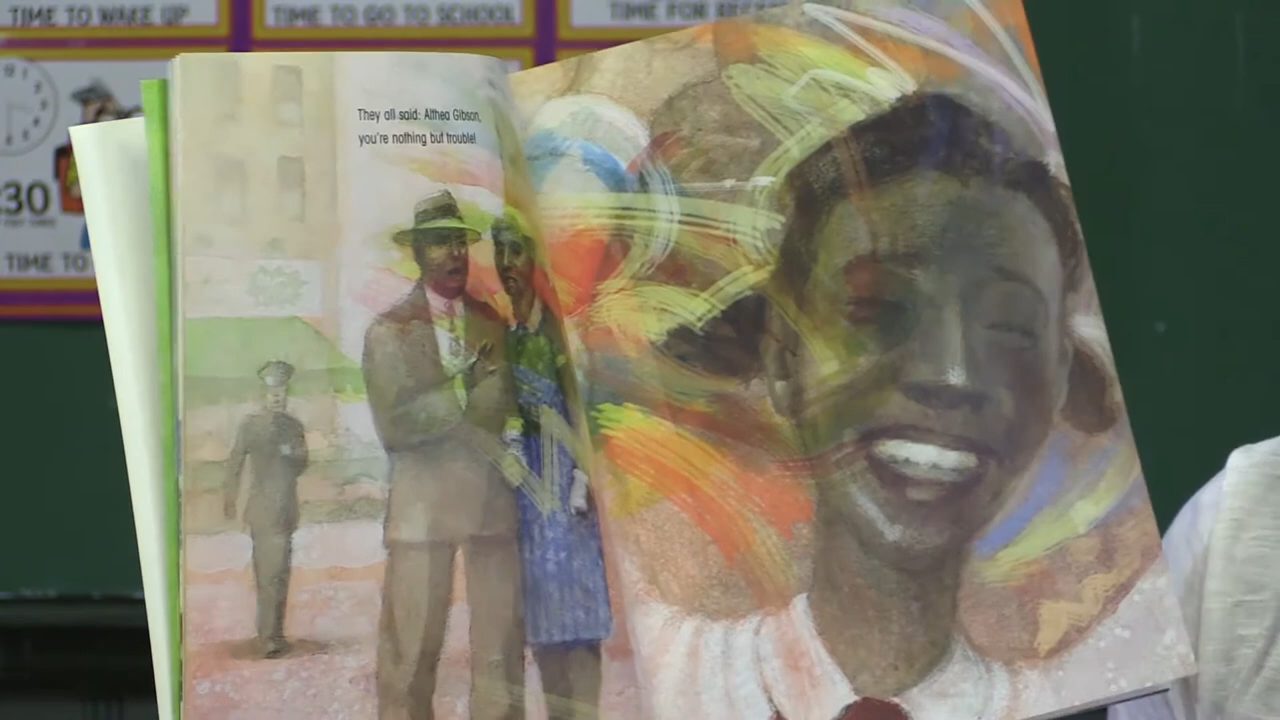 TIME TO WAKE UP
TIME TO GO TO SCHOOL
TIME FOR
:30
TIME TO
They all said: Althea Gibson,
you're nothing but trouble!